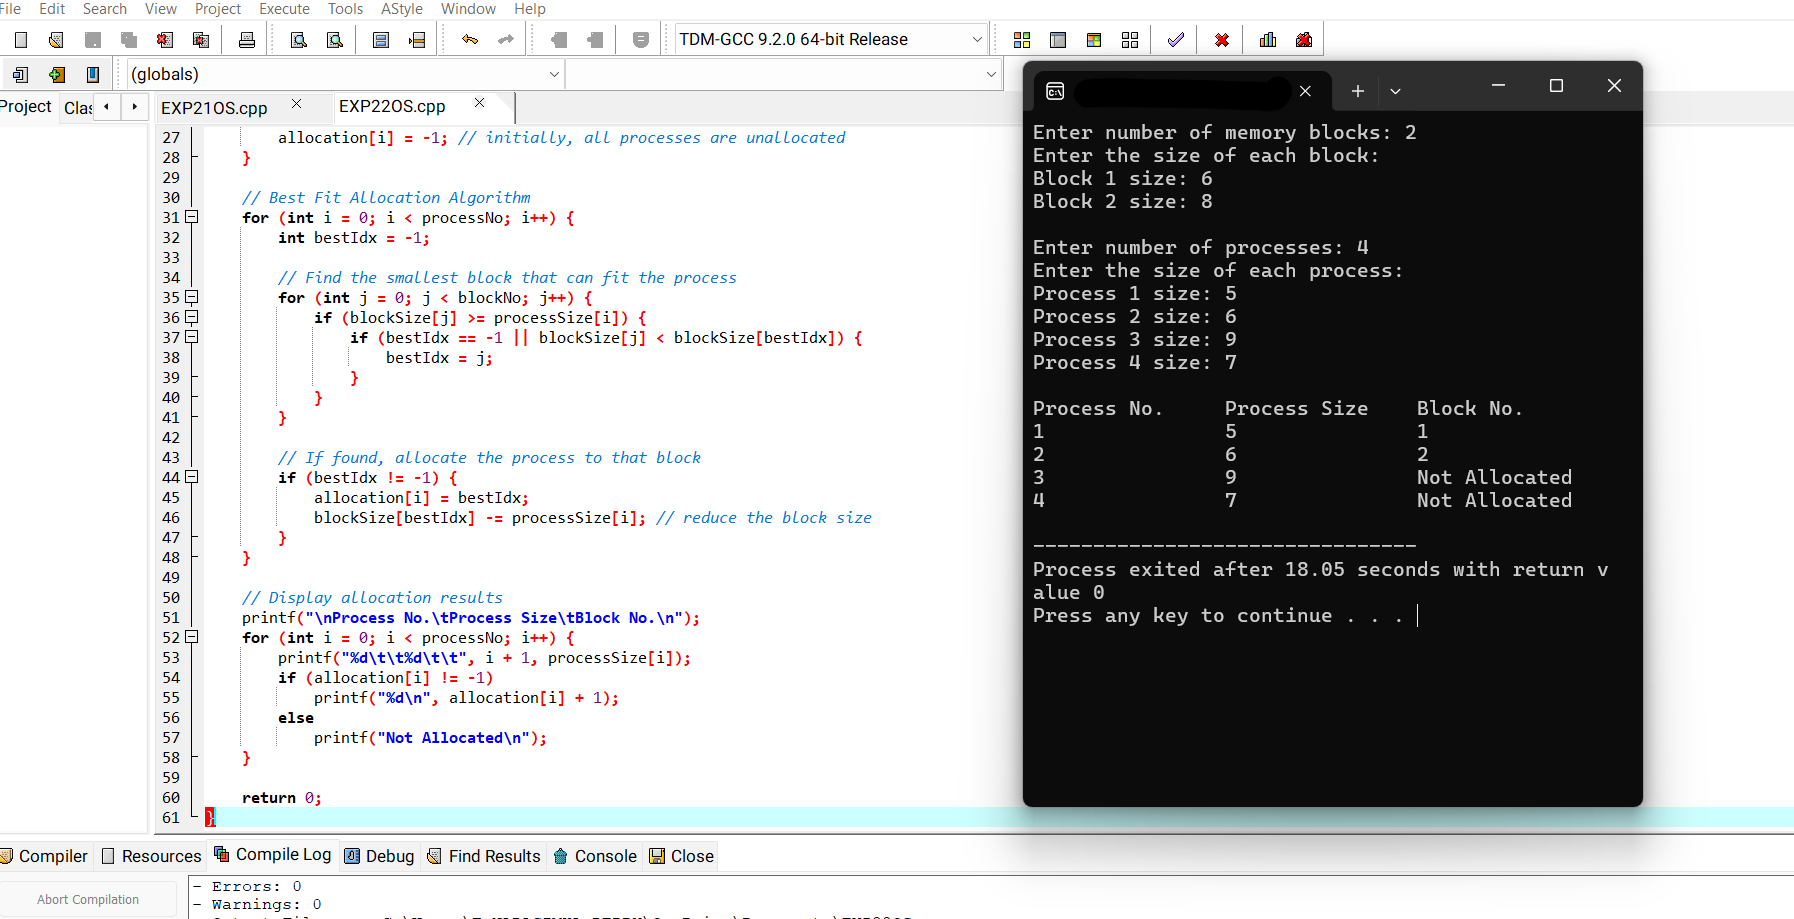 File Edit Search View Project Execute Tools AStyle Window Help
TDM-GCC 9.2.0 64-bit Release
(globals)
Project Clas
EXP21OS.cpp
EXP22OS.cpp
27 allocation[i] = -1; // initially, all processes are unallocated
28 }
29
30 // Best Fit Allocation Algorithm
31 for (int i = 0; i < processNo; i++) {
32 int bestIdx = -1;
33
34 // Find the smallest block that can fit the process
35 for (int j = 0; j < blockNo; j++) {
36 if (blockSize[j] >= processSize[i]) {
37 if (bestIdx == -1 || blockSize[j] < blockSize[bestIdx]) {
38 bestIdx = j;
39 }
40 }
41 }
42
43 // If found, allocate the process to that block
44 if (bestIdx != -1) {
45 allocation[i] = bestIdx;
46 blockSize[bestIdx] -= processSize[i]; // reduce the block size
47 }
48 }
49
50 // Display allocation results
51 printf("\nProcess No.\tProcess Size\tBlock No.\n");
52 for (int i = 0; i < processNo; i++) {
53 printf("%d\t\t%d\t\t", i + 1, processSize[i]);
54 if (allocation[i] != -1)
55 printf("%d\n", allocation[i] + 1);
56 else
57 printf("Not Allocated\n");
58 }
59
60 return 0;
61 }
Enter number of memory blocks: 2
Enter the size of each block:
Block 1 size: 6
Block 2 size: 8
Enter number of processes: 4
Enter the size of each process:
Process 1 size: 5
Process 2 size: 6
Process 3 size: 9
Process 4 size: 7
Process No. Process Size Block No.
1 5 1
2 6 2
3 9 Not Allocated
4 7 Not Allocated
--------------------------------
Process exited after 18.05 seconds with return v
alue 0
Press any key to continue . . .
Compiler Resources Compile Log Debug Find Results Console Close
Abort Compilation
- Errors: 0
- Warnings: 0